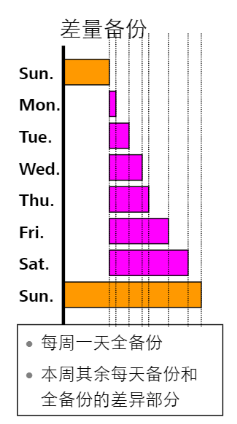 差量备份
Sun.
Mon.
Tue.
Wed.
Thu.
Fri.
Sat.
Sun.
每周一天全备份
本周其余每天备份和
全备份的差异部分